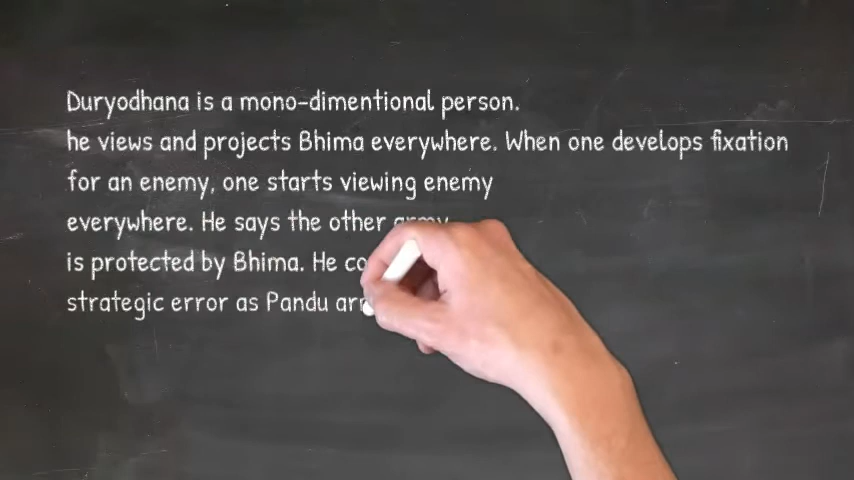 Duryodhana is a mono-dimentional person.
he views and projects Bhima everywhere. When one develops fixation
for an enemy, one starts viewing enemy
everywhere. He says the other army
is protected by Bhima. He
strategic error as Pandu